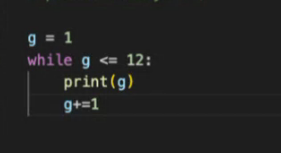 g = 1
while g <= 12:
    print(g)
    g+=1